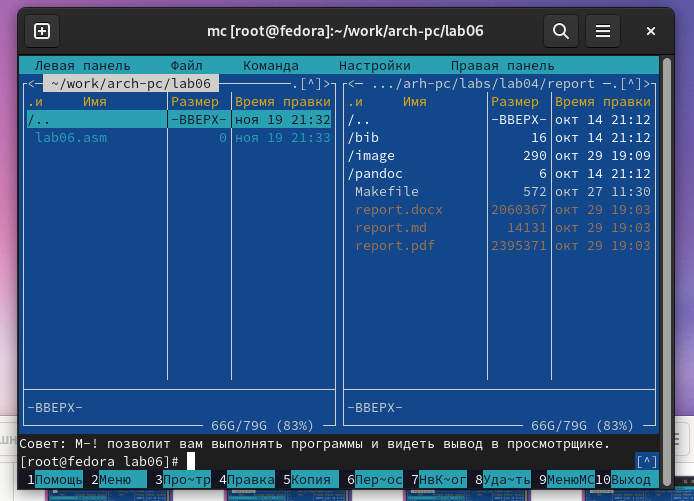 mc [root@fedora]:~/work/arch-pc/lab06
Левая панель Файл Команда Настройки Правая панель
<─ ~/work/arch-pc/lab06 .[^]> <─ .../arh-pc/labs/lab04/report ─.[^]>
.и Имя Размер Время правки .и Имя Размер Время правки
/.. -ВВЕРХ- ноя 19 21:32 /.. -ВВЕРХ- окт 14 21:12
lab06.asm 0 ноя 19 21:33 /bib 16 окт 14 21:12
/image 290 окт 29 19:09
/pandoc 6 окт 14 21:12
Makefile 572 окт 27 11:30
report.docx 2060367 окт 29 19:03
report.md 14131 окт 29 19:03
report.pdf 2395371 окт 29 19:03
-ВВЕРХ- -ВВЕРХ-
66G/79G (83%) 66G/79G (83%)
Совет: M-! позволит вам выполнять программы и видеть вывод в просмотрщике.
[root@fedora lab06]# [^]
1Помощь 2Меню 3Про~тр 4Правка 5Копия 6Пер~ос 7НвК~ог 8Уда~ть 9МенюMC 10Выход